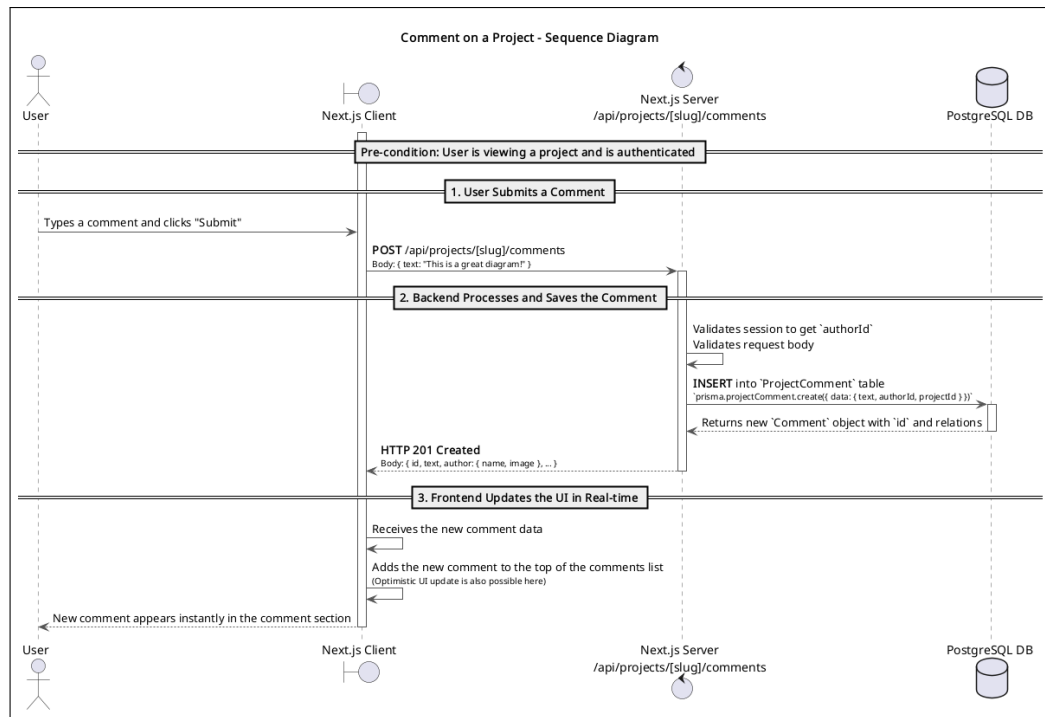 Comment on a Project - Sequence Diagram
User
Next.js Client
Next.js Server
/api/projects/[slug]/comments
PostgreSQL DB
Pre-condition: User is viewing a project and is authenticated
1. User Submits a Comment
Types a comment and clicks "Submit"
POST /api/projects/[slug]/comments
Body: { text: "This is a great diagram!" }
2. Backend Processes and Saves the Comment
Validates session to get `authorId`
Validates request body
INSERT into `ProjectComment` table
`prisma.projectComment.create({ data: { text, authorId, projectId } })`
Returns new `Comment` object with `id` and relations
HTTP 201 Created
Body: { id, text, author: { name, image }, ... }
3. Frontend Updates the UI in Real-time
Receives the new comment data
Adds the new comment to the top of the comments list
(Optimistic UI update is also possible here)
New comment appears instantly in the comment section
User
Next.js Client
Next.js Server
/api/projects/[slug]/comments
PostgreSQL DB